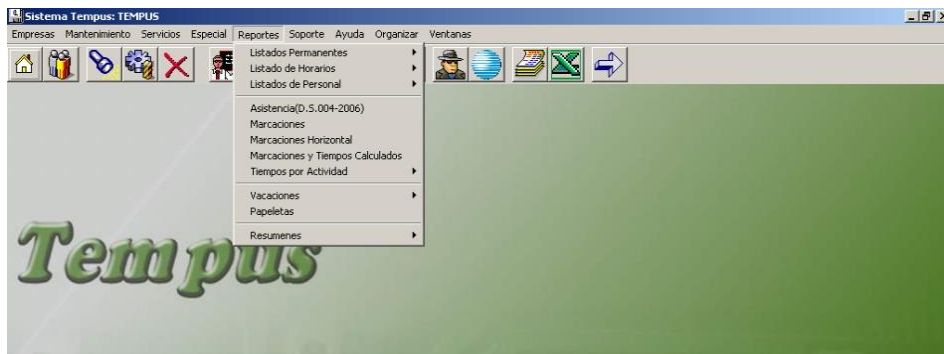 Sistema Tempus: TEMPUS
Empresas Mantenimiento Servicios Especial Reportes Soporte Ayuda Organizar Ventanas
Listados Permanentes
Listado de Horarios
Listados de Personal
Asistencia(D.S.004-2006)
Marcaciones
Marcaciones Horizontal
Marcaciones y Tiempos Calculados
Tiempos por Actividad
Vacaciones
Papeletas
Resumenes
Tempus